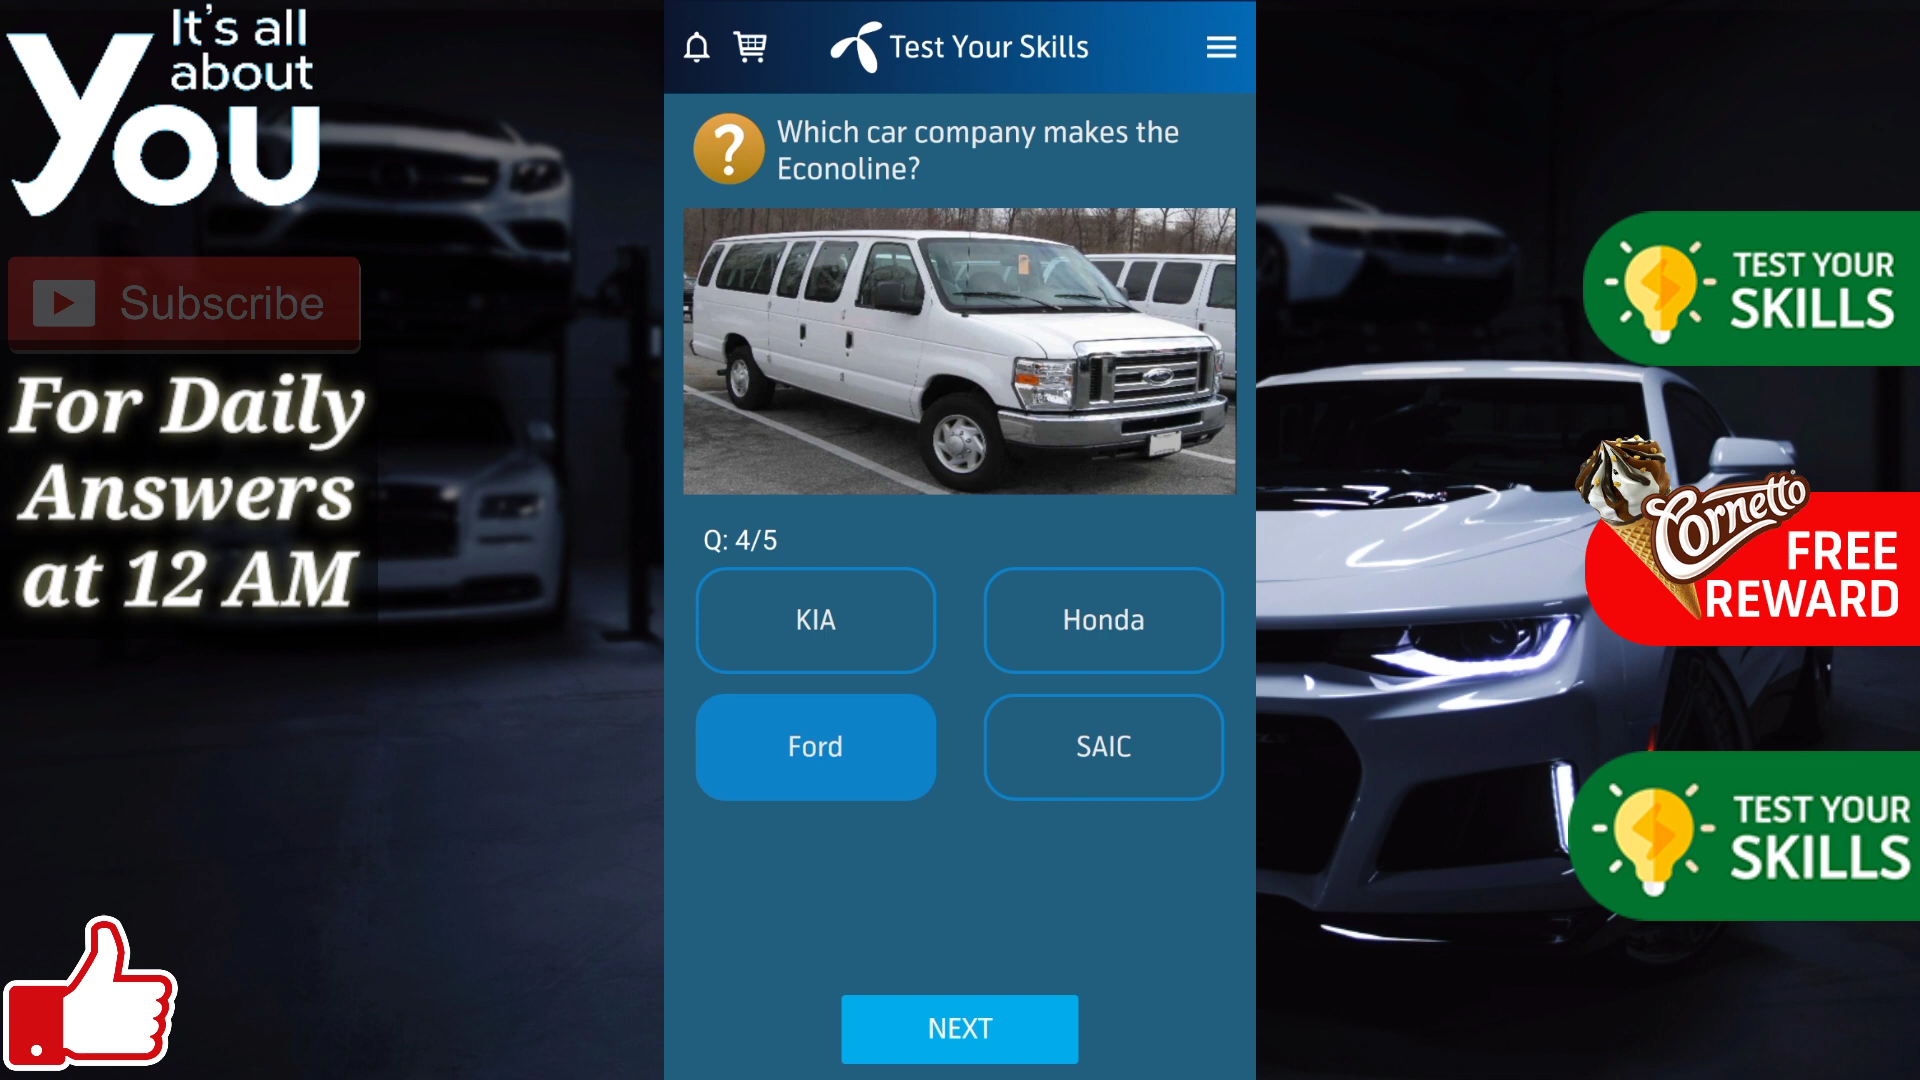 It's all
about
You
Subscribe
For Daily
Answers
at 12 AM
Test Your Skills
Which car company makes the
Econoline?
Q: 4/5
KIA
Honda
Ford
SAIC
NEXT
TEST YOUR
SKILLS
Cornetto
FREE
REWARD
TEST YOUR
SKILLS